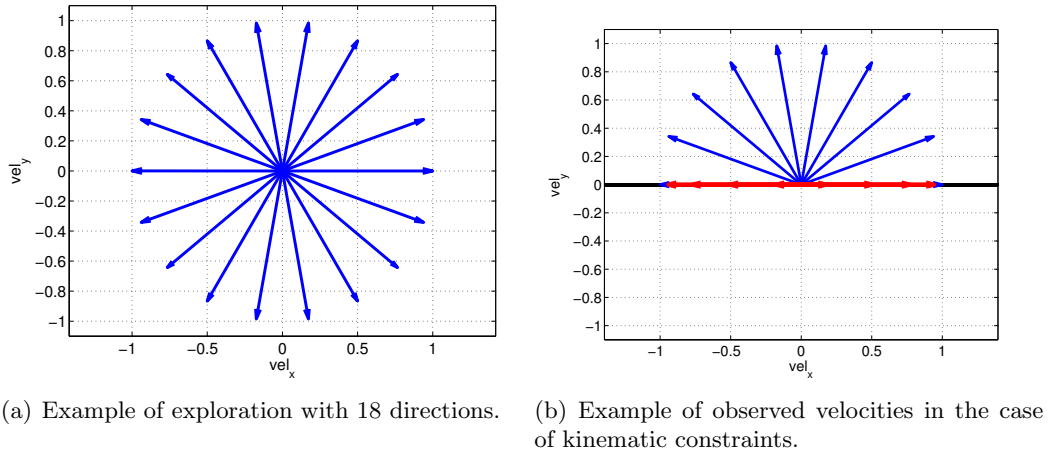 1
0.8
0.6
0.4
0.2
0
−0.2
−0.4
−0.6
−0.8
−1
vel_y
−1 −0.5 0 0.5 1
vel_x
(a) Example of exploration with 18 directions.
1
0.8
0.6
0.4
0.2
0
−0.2
−0.4
−0.6
−0.8
−1
vel_y
−1 −0.5 0 0.5 1
vel_x
(b) Example of observed velocities in the case
of kinematic constraints.